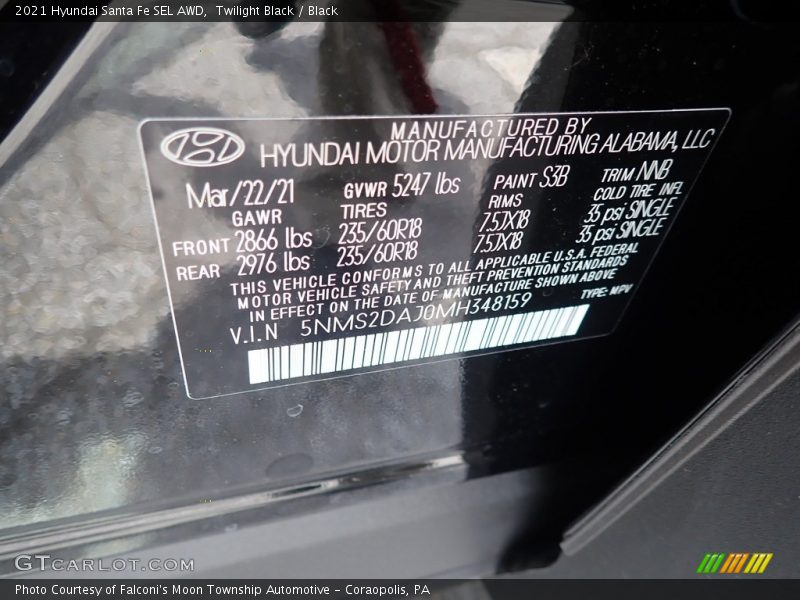 2021 Hyundai Santa Fe SEL AWD,  Twilight Black / Black
MANUFACTURED BY
HYUNDAI MOTOR MANUFACTURING ALABAMA, LLC
Mar/22/21 GVWR 5247 lbs PAINT S3B TRIM NNB
GAWR TIRES RIMS COLD TIRE INFL
FRONT 2866 lbs 235/60R18 7.5JX18 35 psi SINGLE
REAR 2976 lbs 235/60R18 7.5JX18 35 psi SINGLE
THIS VEHICLE CONFORMS TO ALL APPLICABLE U.S.A. FEDERAL
MOTOR VEHICLE SAFETY AND THEFT PREVENTION STANDARDS
IN EFFECT ON THE DATE OF MANUFACTURE SHOWN ABOVE
V.I.N 5NMS2DAJ0MH348159 TYPE: MPV
GTCARLOT.COM
Photo Courtesy of Falconi's Moon Township Automotive - Coraopolis, PA